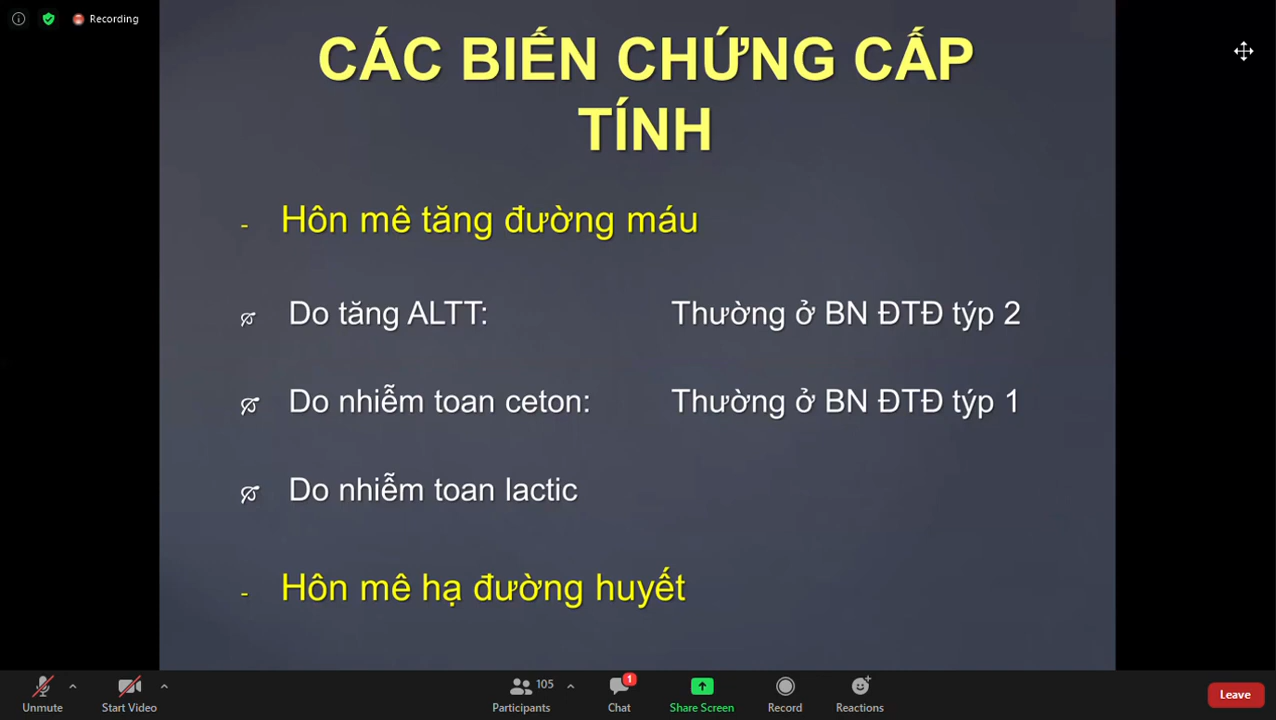 Recording
CÁC BIẾN CHỨNG CẤP
TÍNH
- Hôn mê tăng đường máu
Do tăng ALTT: Thường ở BN ĐTĐ týp 2
Do nhiễm toan ceton: Thường ở BN ĐTĐ týp 1
Do nhiễm toan lactic
- Hôn mê hạ đường huyết
Unmute
Start Video
105
Participants
1
Chat
Share Screen
Record
Reactions
Leave